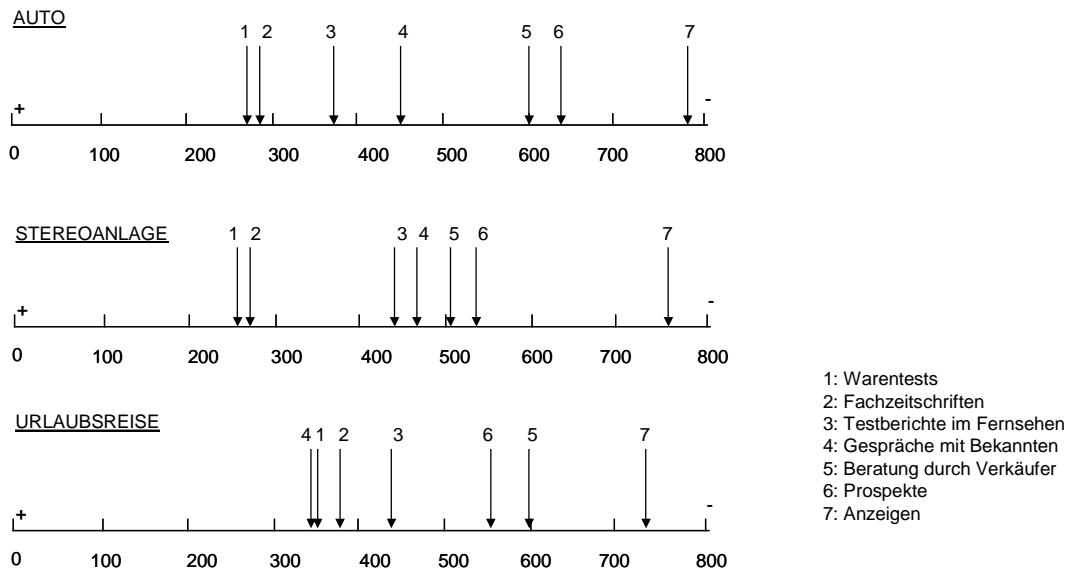 AUTO
1 2 3 4 5 6 7
+ -
0 100 200 300 400 500 600 700 800
STEREOANLAGE
1 2 3 4 5 6 7
+ -
0 100 200 300 400 500 600 700 800
URLAUBSREISE
4 1 2 3 6 5 7
+ -
0 100 200 300 400 500 600 700 800
1: Warentests
2: Fachzeitschriften
3: Testberichte im Fernsehen
4: Gespräche mit Bekannten
5: Beratung durch Verkäufer
6: Prospekte
7: Anzeigen